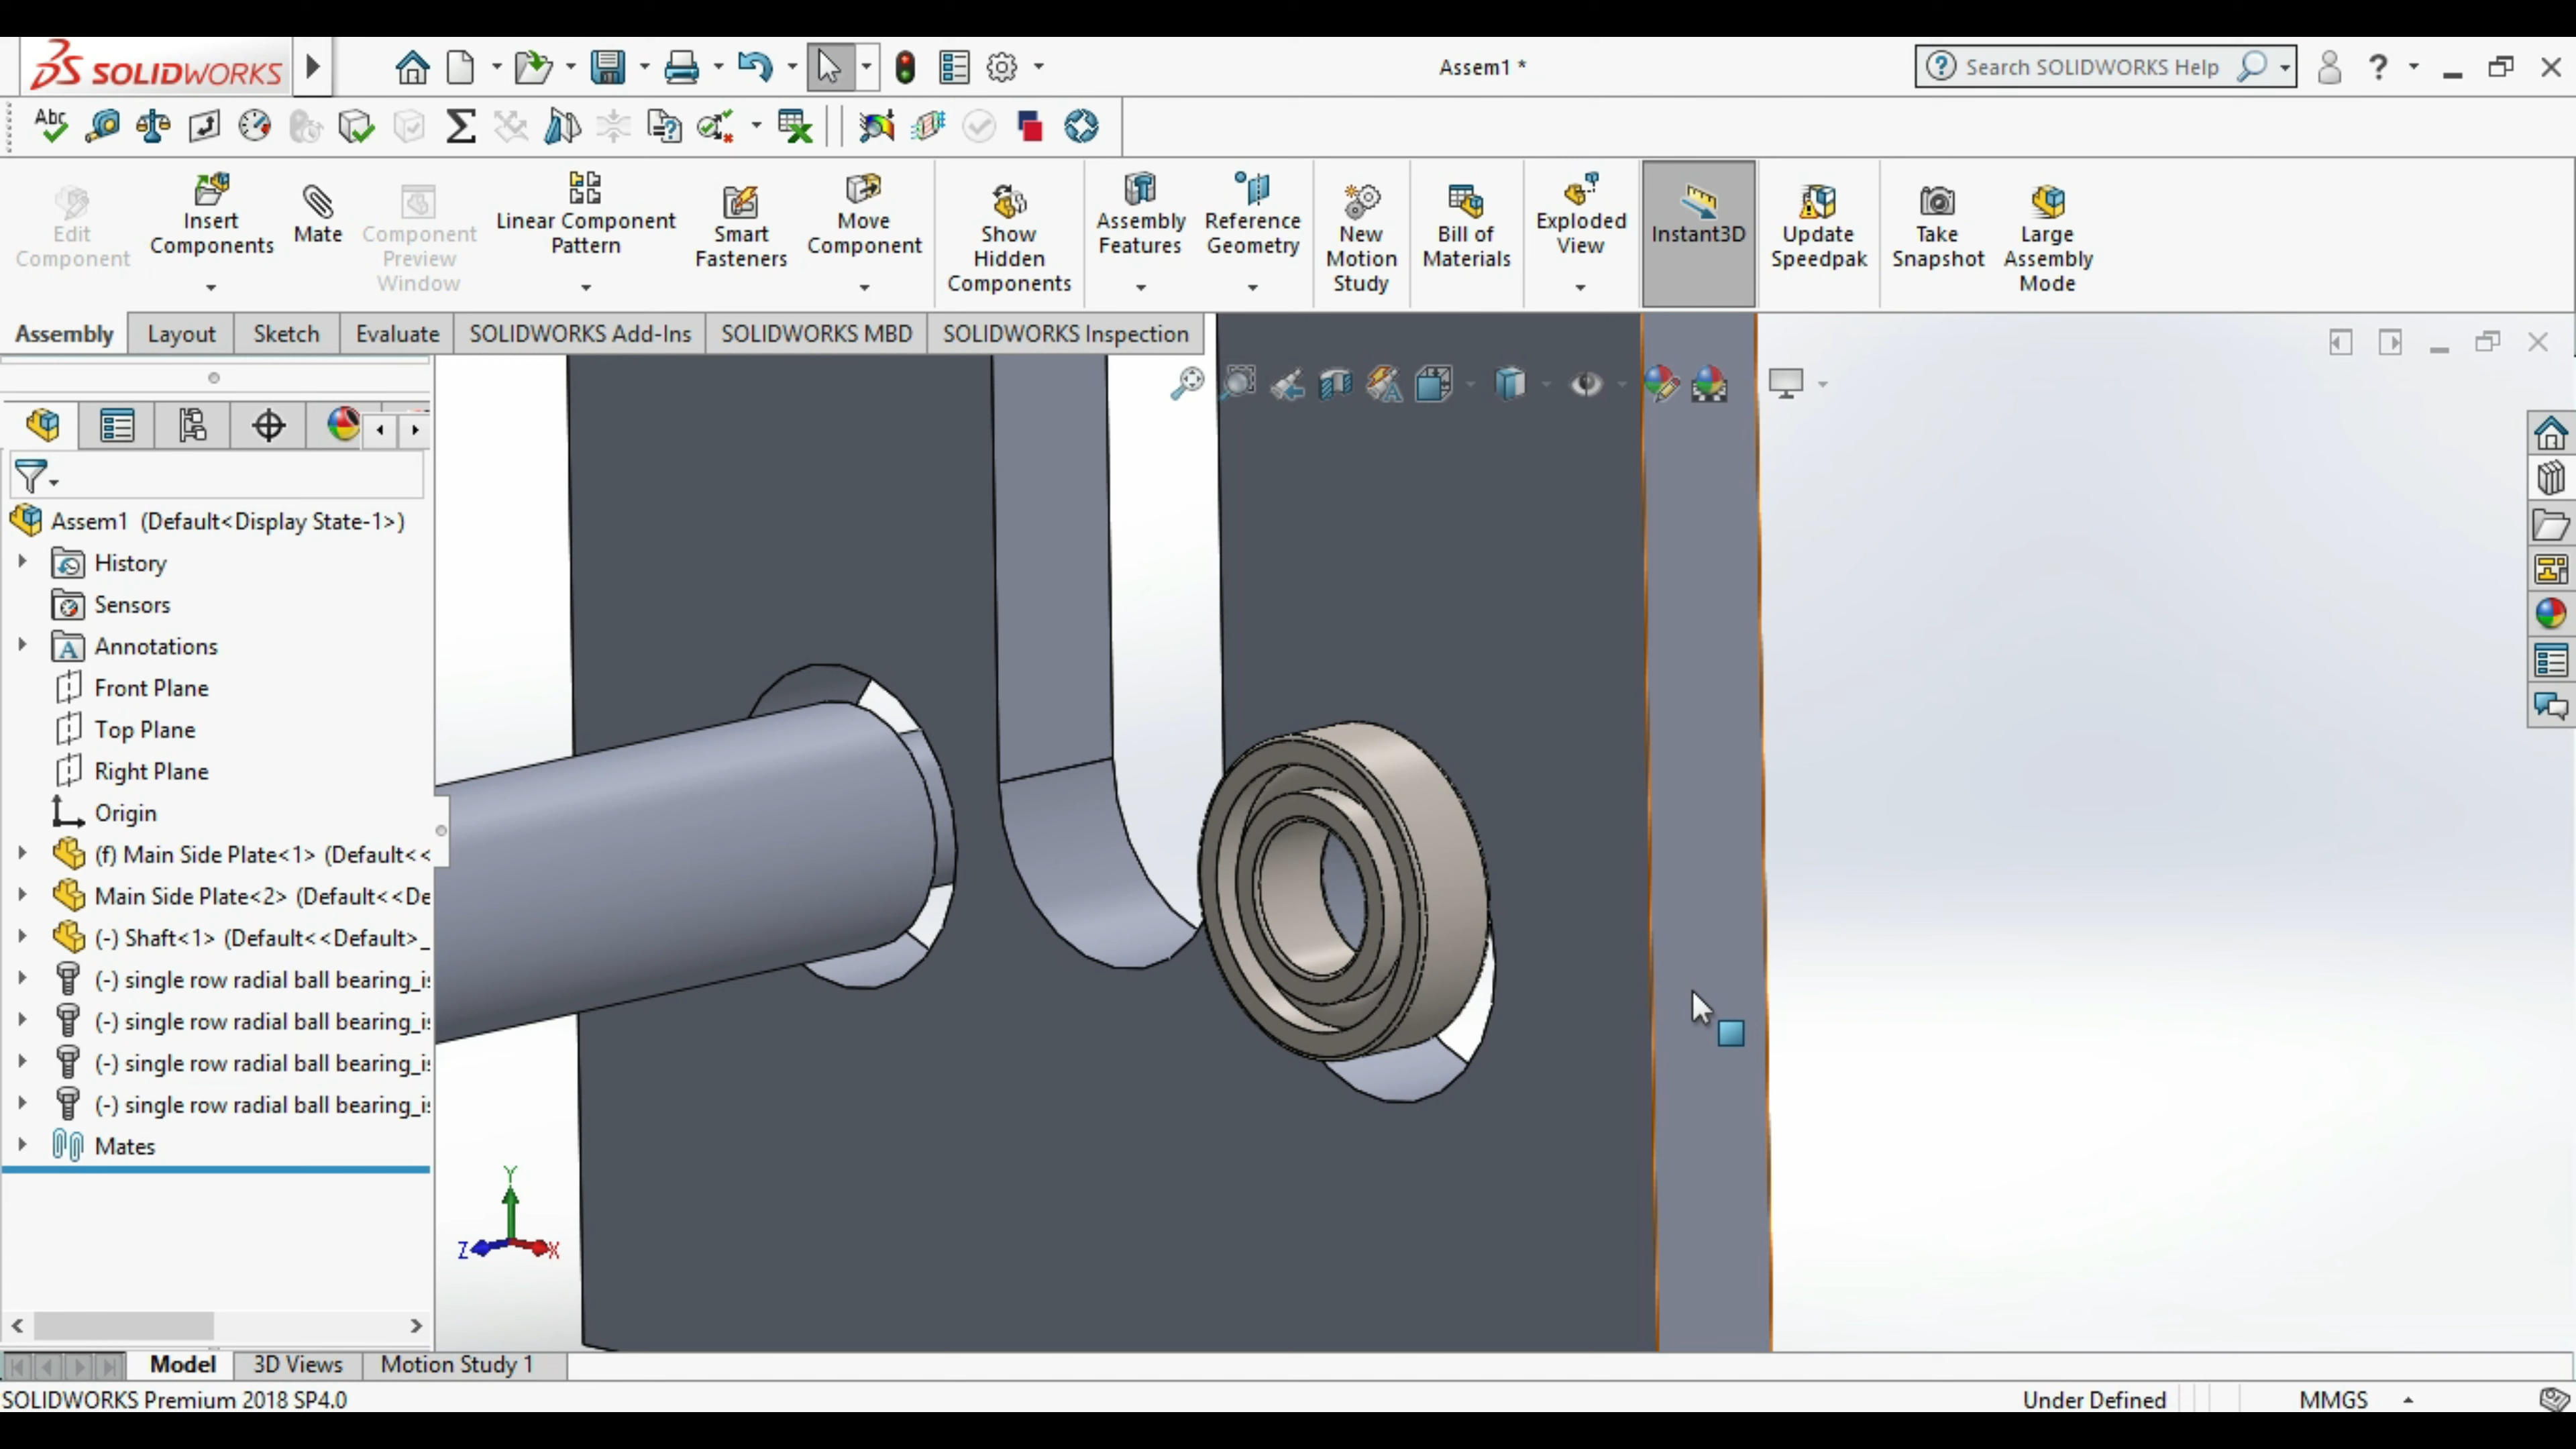 SOLIDWORKS
Assem1 *
Search SOLIDWORKS Help
?
Abc
Edit Component
Insert Components
Mate
Component Preview Window
Linear Component Pattern
Smart Fasteners
Move Component
Show Hidden Components
Assembly Features
Reference Geometry
New Motion Study
Bill of Materials
Exploded View
Instant3D
Update Speedpak
Take Snapshot
Large Assembly Mode
Assembly
Layout
Sketch
Evaluate
SOLIDWORKS Add-Ins
SOLIDWORKS MBD
SOLIDWORKS Inspection
Assem1 (Default<Display State-1>)
History
Sensors
Annotations
Front Plane
Top Plane
Right Plane
Origin
(f) Main Side Plate<1> (Default<<
Main Side Plate<2> (Default<<De
(-) Shaft<1> (Default<<Default>_
(-) single row radial ball bearing_is
(-) single row radial ball bearing_is
(-) single row radial ball bearing_is
(-) single row radial ball bearing_is
Mates
Y
Z
X
Model
3D Views
Motion Study 1
SOLIDWORKS Premium 2018 SP4.0
Under Defined
MMGS